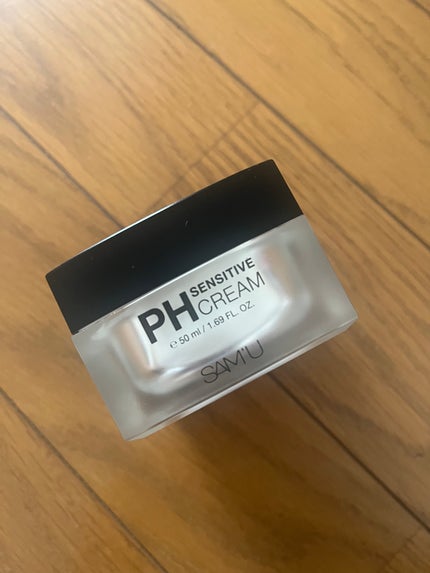 PH SENSITIVE
CREAM
℮ 50 ml / 1.69 FL. OZ.
SAM'U